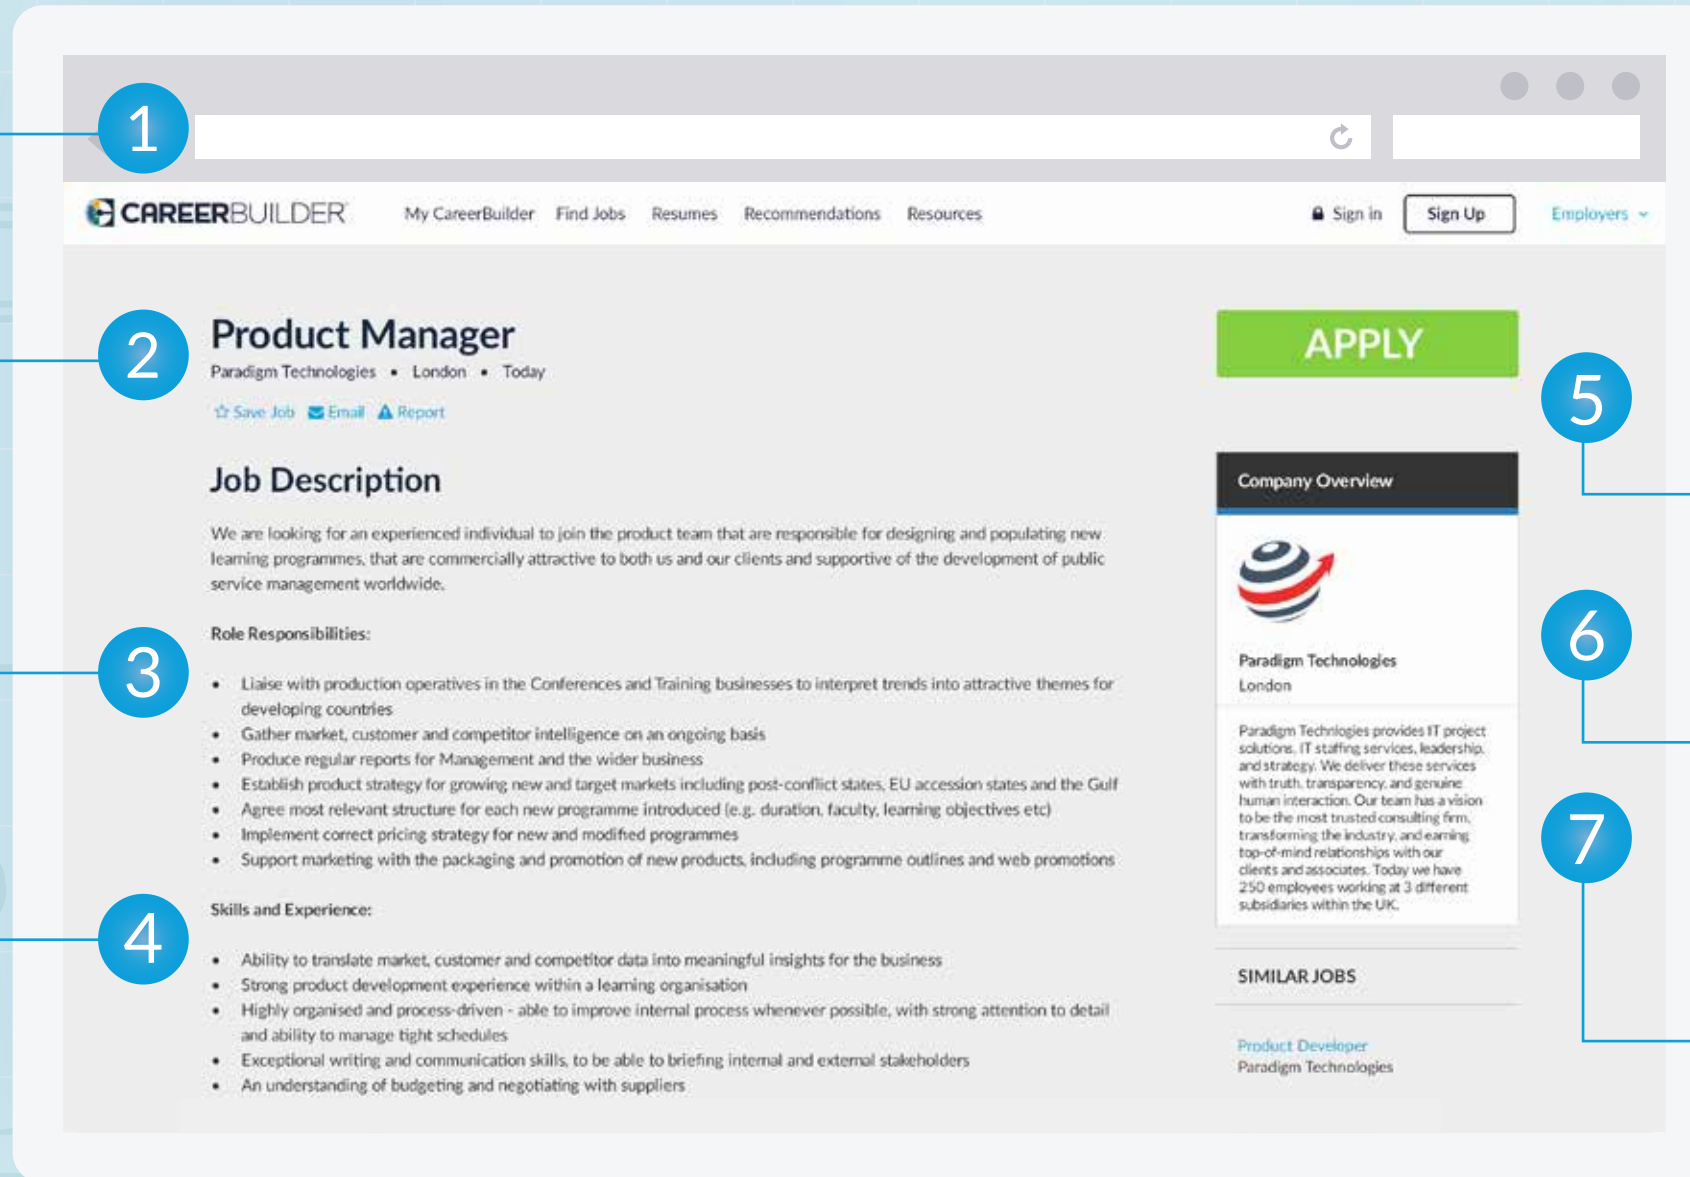 1
CAREERBUILDER
My CareerBuilder Find Jobs Resumes Recommendations Resources
Sign in Sign Up Employers
2
Product Manager
Paradigm Technologies • London • Today
Save Job Email Report
Job Description
We are looking for an experienced individual to join the product team that are responsible for designing and populating new
learning programmes, that are commercially attractive to both us and our clients and supportive of the development of public
service management worldwide.
3
Role Responsibilities:
• Liaise with production operatives in the Conferences and Training businesses to interpret trends into attractive themes for
developing countries
• Gather market, customer and competitor intelligence on an ongoing basis
• Produce regular reports for Management and the wider business
• Establish product strategy for growing new and target markets including post-conflict states, EU accession states and the Gulf
• Agree most relevant structure for each new programme introduced (e.g. duration, faculty, learning objectives etc)
• Implement correct pricing strategy for new and modified programmes
• Support marketing with the packaging and promotion of new products, including programme outlines and web promotions
4
Skills and Experience:
• Ability to translate market, customer and competitor data into meaningful insights for the business
• Strong product development experience within a learning organisation
• Highly organised and process-driven - able to improve internal process whenever possible, with strong attention to detail
and ability to manage tight schedules
• Exceptional writing and communication skills, to be able to briefing internal and external stakeholders
• An understanding of budgeting and negotiating with suppliers
APPLY
5
Company Overview
6
Paradigm Technologies
London
Paradigm Technlogies provides IT project
solutions, IT staffing services, leadership,
and strategy. We deliver these services
with truth, transparency, and genuine
human interaction. Our team has a vision
to be the most trusted consulting firm,
transforming the industry, and earning
top-of-mind relationships with our
clients and associates. Today we have
250 employees working at 3 different
subsidiaries within the UK.
7
SIMILAR JOBS
Product Developer
Paradigm Technologies